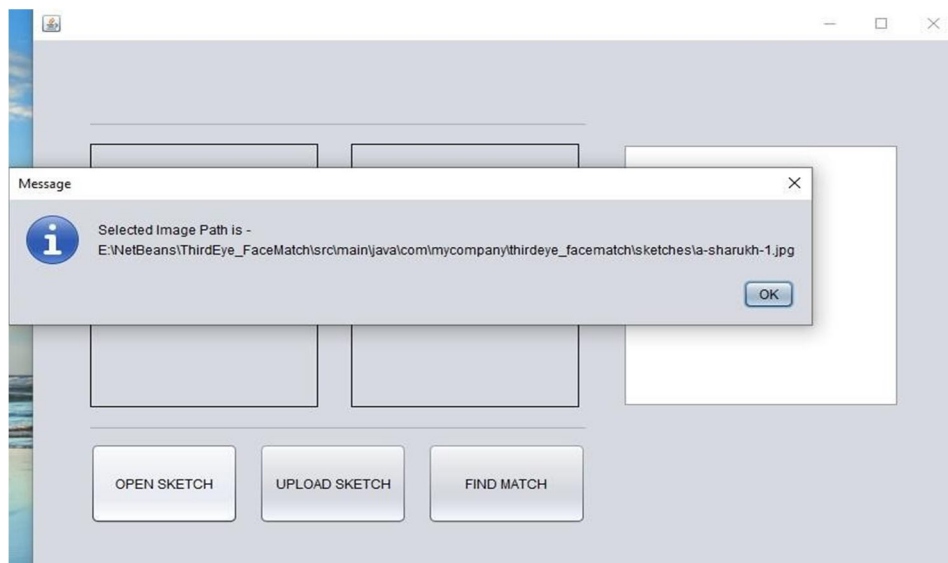 Message
Selected Image Path is -
E:\NetBeans\ThirdEye_FaceMatch\src\main\java\com\mycompany\thirdeye_facematch\sketches\a-sharukh-1.jpg
OK
OPEN SKETCH
UPLOAD SKETCH
FIND MATCH